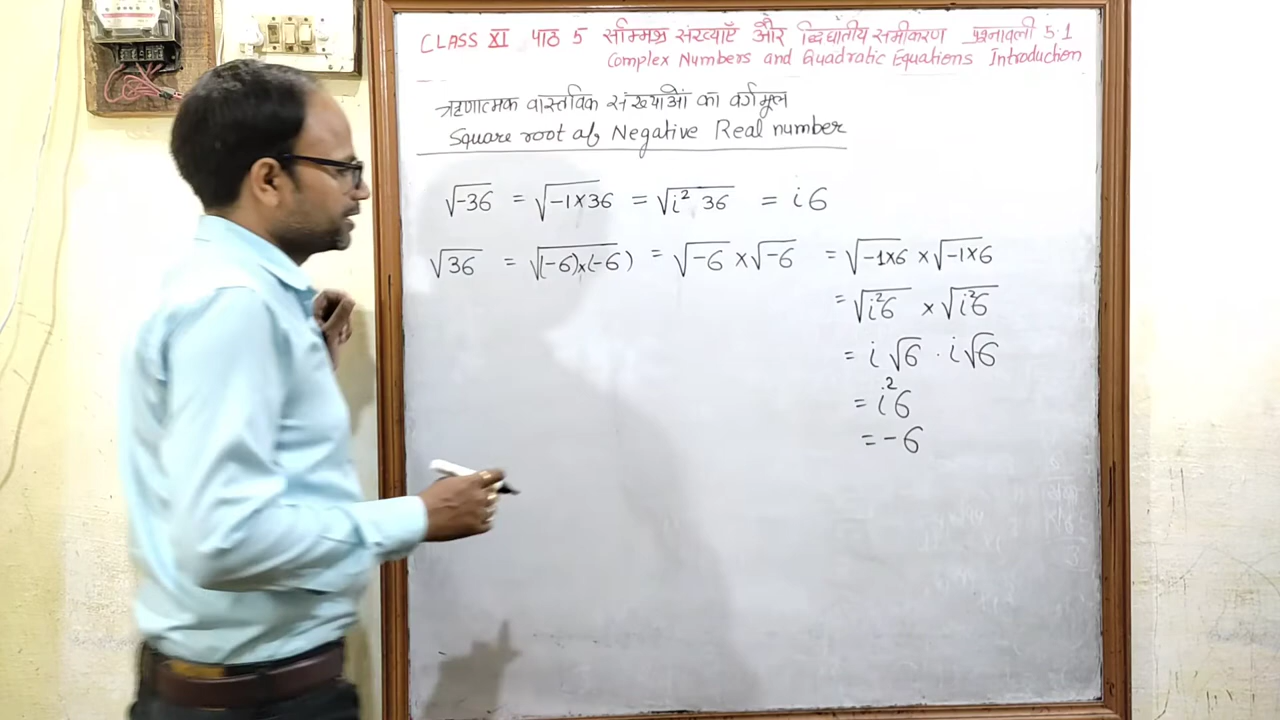 CLASS XI पाठ 5 सम्मिश्र संख्याएँ और द्विघातीय समीकरण प्रश्नावली 5.1
Complex Numbers and Quadratic Equations Introduction
ऋणात्मक वास्तविक संख्याओं का वर्गमूल
Square root of Negative Real number
√-36 = √-1×36 = √i² 36 = i6
√36 = √(-6)×(-6) = √-6 ×√-6 = √-1×6 × √-1×6
= √i²6 × √i²6
= i √6 . i√6
= i²6
= -6